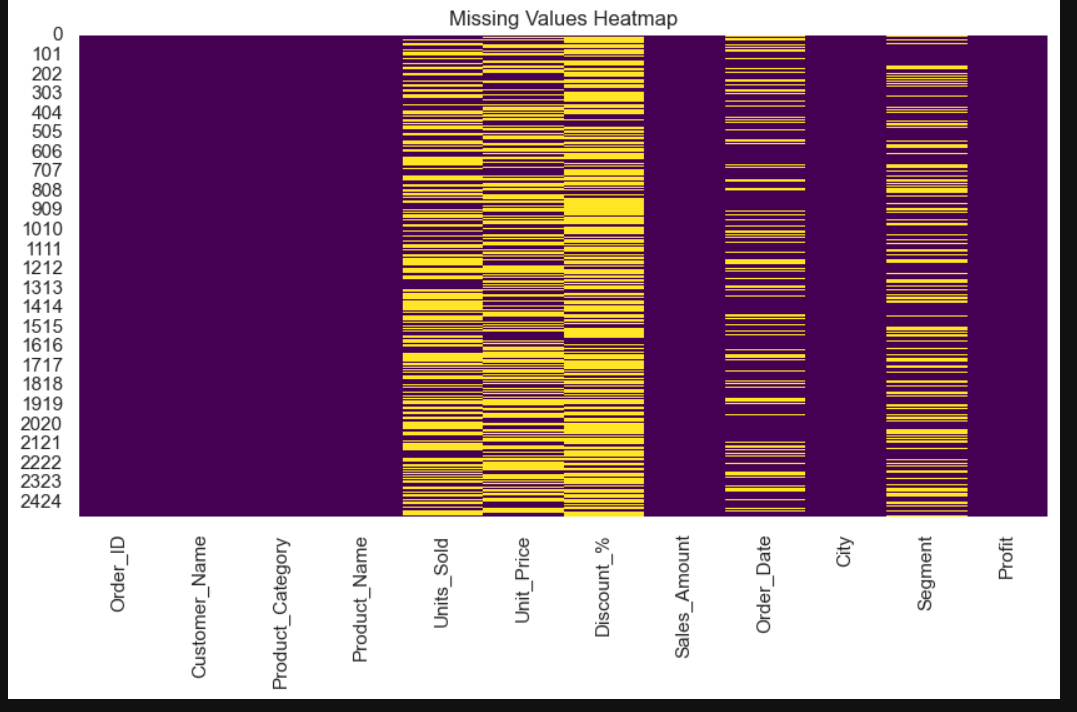 Missing Values Heatmap
0
101
202
303
404
505
606
707
808
909
1010
1111
1212
1313
1414
1515
1616
1717
1818
1919
2020
2121
2222
2323
2424
Order_ID
Customer_Name
Product_Category
Product_Name
Units_Sold
Unit_Price
Discount_%
Sales_Amount
Order_Date
City
Segment
Profit